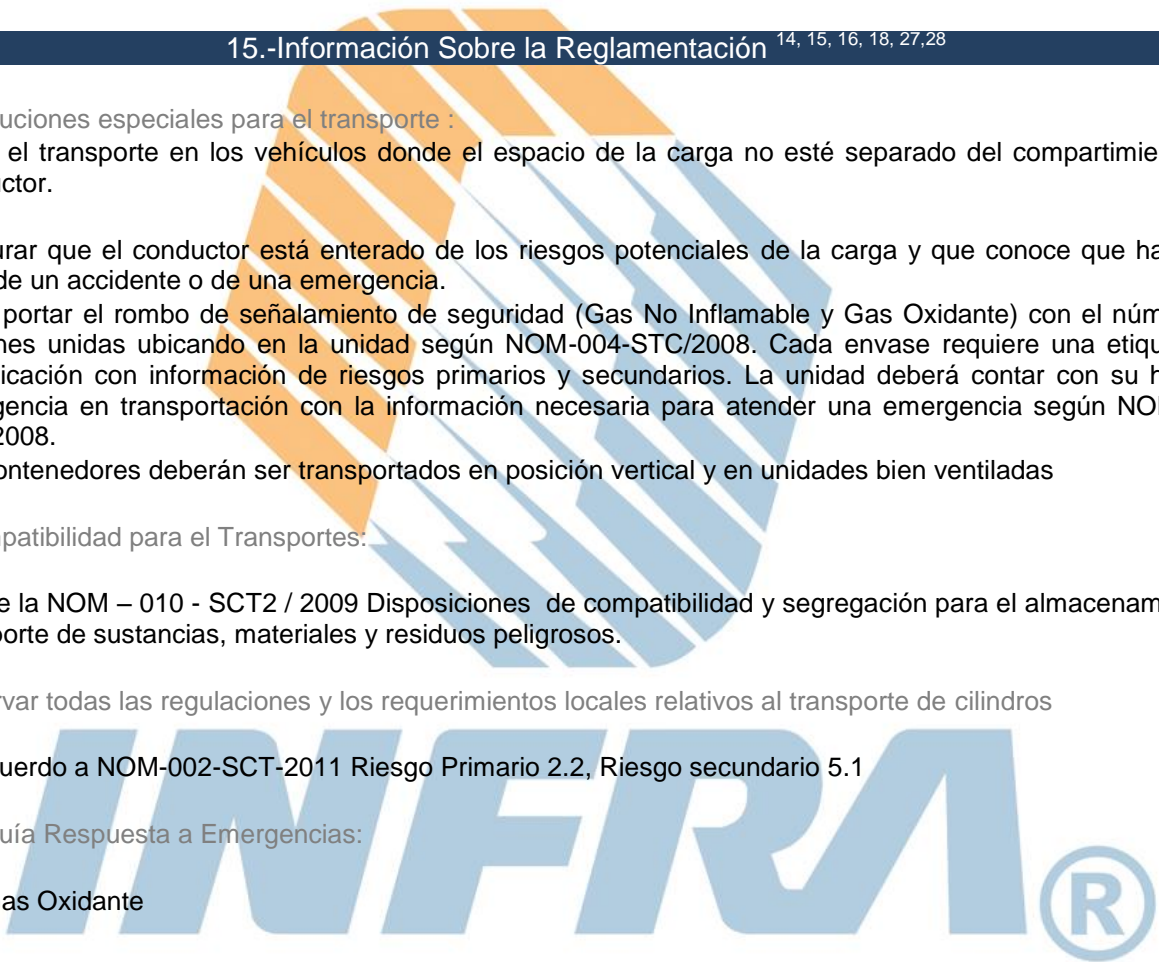 15.-Información Sobre la Reglamentación 14, 15, 16, 18, 27,28
uciones especiales para el transporte :
el transporte en los vehículos donde el espacio de la carga no esté separado del compartimie
uctor.
urar que el conductor está enterado de los riesgos potenciales de la carga y que conoce que ha
de un accidente o de una emergencia.
portar el rombo de señalamiento de seguridad (Gas No Inflamable y Gas Oxidante) con el núm
nes unidas ubicando en la unidad según NOM-004-STC/2008. Cada envase requiere una etiqu
icación con información de riesgos primarios y secundarios. La unidad deberá contar con su h
gencia en transportación con la información necesaria para atender una emergencia según NO
2008.
ontenedores deberán ser transportados en posición vertical y en unidades bien ventiladas
patibilidad para el Transportes:
e la NOM – 010 - SCT2 / 2009 Disposiciones de compatibilidad y segregación para el almacenam
porte de sustancias, materiales y residuos peligrosos.
rvar todas las regulaciones y los requerimientos locales relativos al transporte de cilindros
uerdo a NOM-002-SCT-2011 Riesgo Primario 2.2, Riesgo secundario 5.1
uía Respuesta a Emergencias:
as Oxidante
INFRA®